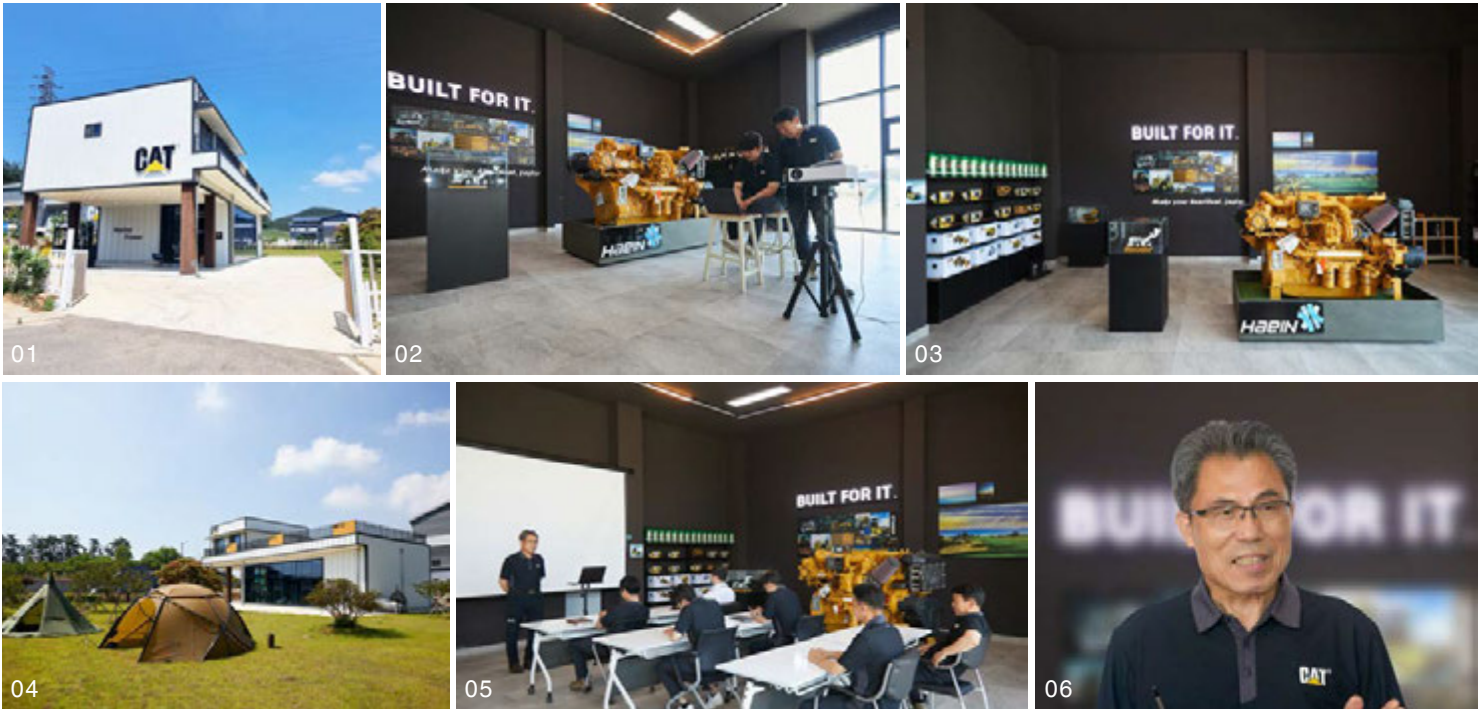 CAT
01
BUILT FOR IT.
HAEIN
02
BUILT FOR IT.
HAEIN
03
04
BUILT FOR IT.
05
BUILT FOR IT.
CAT
06